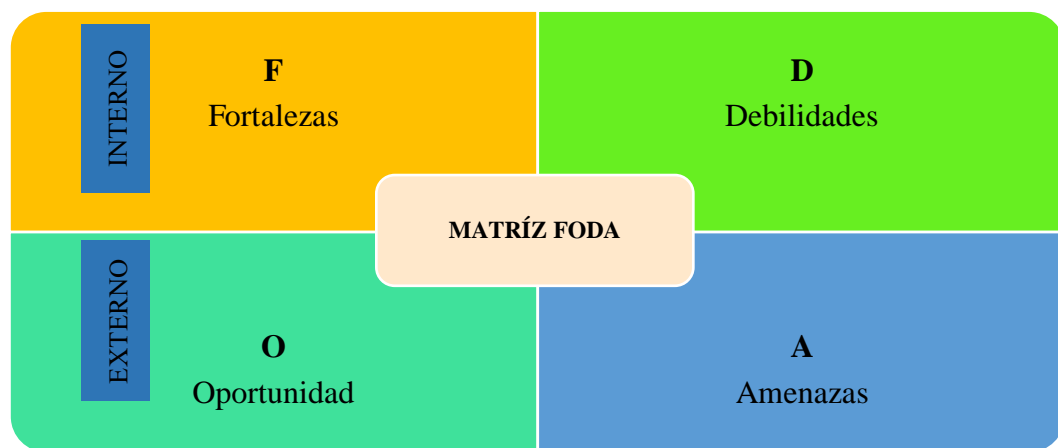 INTERNO
F
Fortalezas
D
Debilidades
MATRÍZ FODA
EXTERNO
O
Oportunidad
A
Amenazas